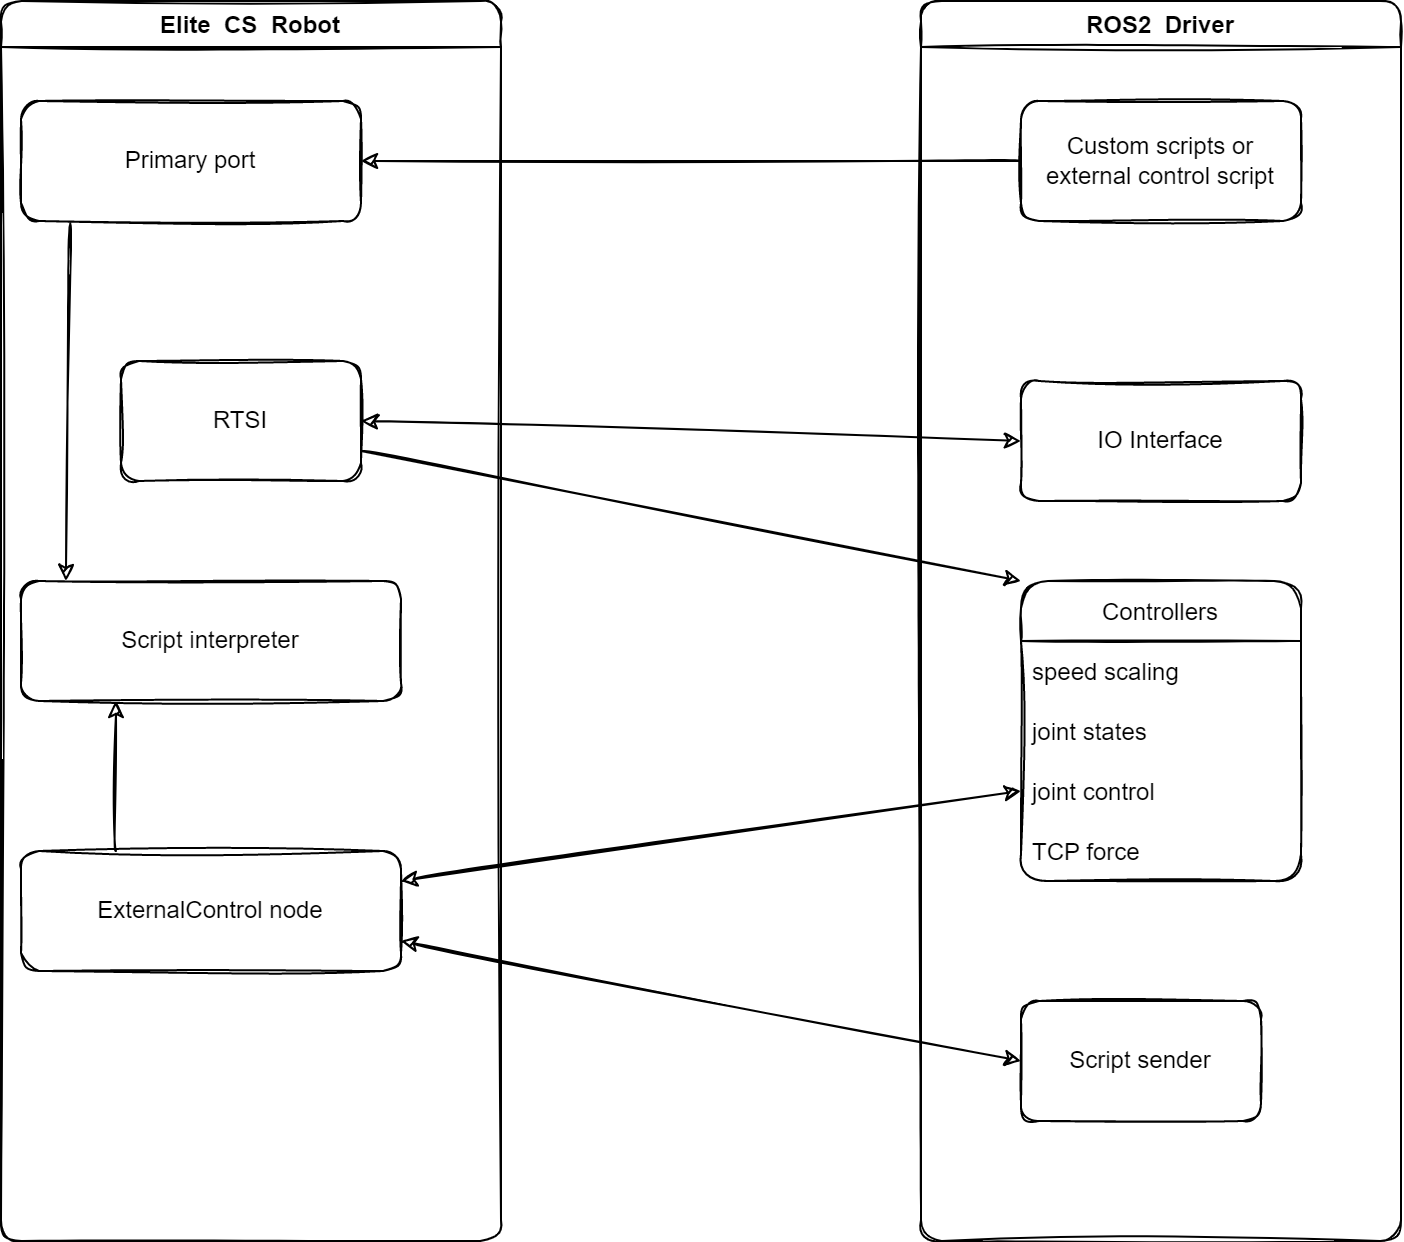 Elite CS Robot
Primary port
RTSI
Script interpreter
ExternalControl node
ROS2 Driver
Custom scripts or
external control script
IO Interface
Controllers
speed scaling
joint states
joint control
TCP force
Script sender